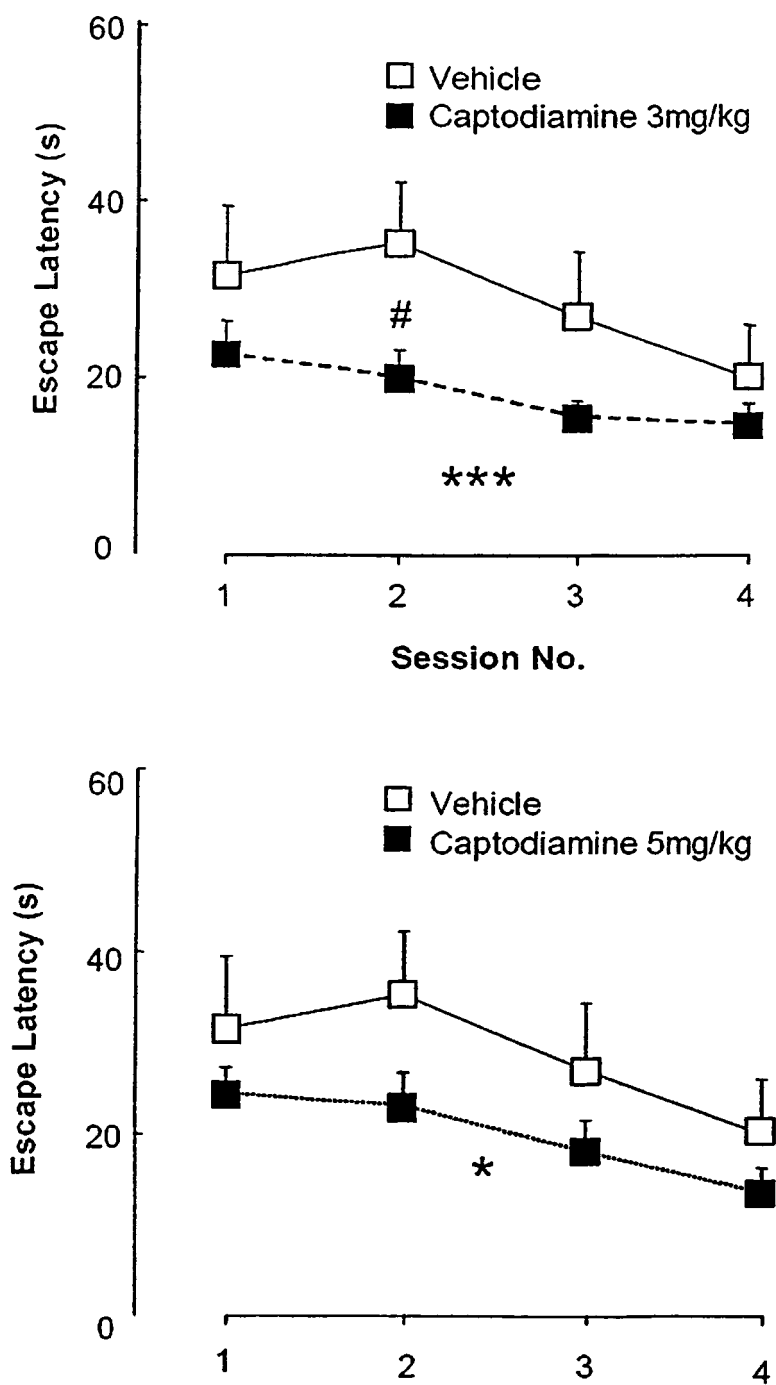 60
Vehicle
Captodiamine 3mg/kg
Escape Latency (s)
40
#
20
***
0
1 2 3 4
Session No.
60
Vehicle
Captodiamine 5mg/kg
Escape Latency (s)
40
20
*
0
1 2 3 4